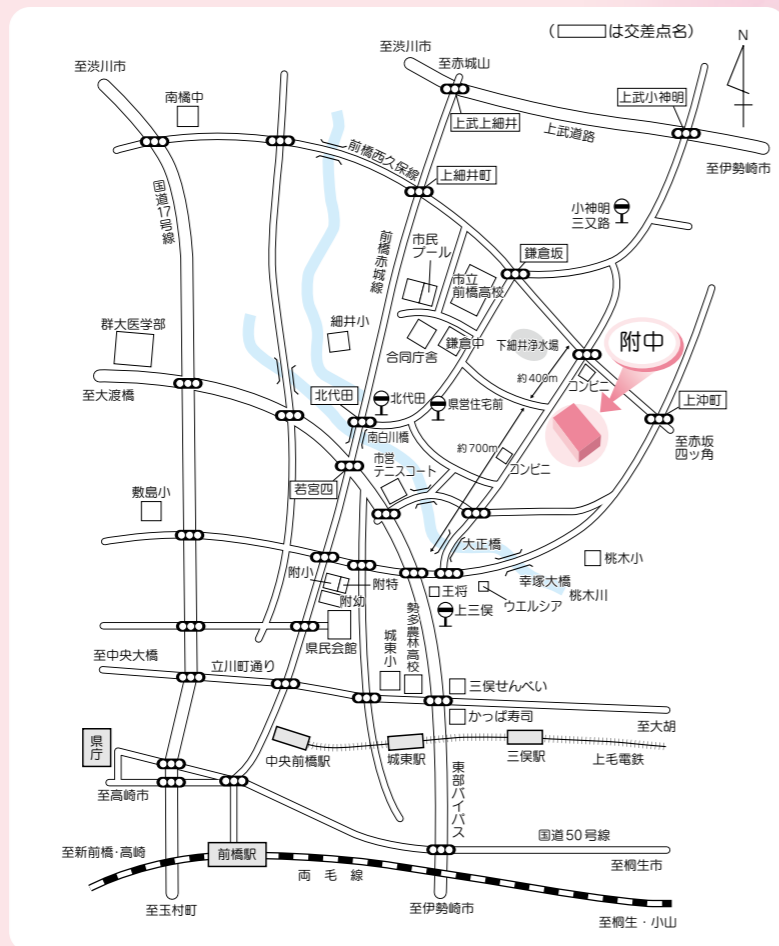 （　　　は交差点名）
N
至渋川市
至渋川市
至赤城山
南橘中
上武上細井
上武小神明
上武道路
前橋西久保線
至伊勢崎市
上細井町
国道17号線
小神明
三又路
前橋赤城線
市民
プール
鎌倉坂
市立
前橋高校
細井小
群大医学部
合同庁舎
鎌倉中
下細井浄水場
附中
約400m
コンビニ
至大渡橋
北代田
北代田
県営住宅前
上沖町
南白川橋
至赤坂
四ッ角
市営
テニスコート
約700m
コンビニ
若宮四
敷島小
大正橋
附小
附特
附幼
桃木小
幸塚大橋
桃木川
王将
ウエルシア
上三俣
県民会館
城東小
勢多農林高校
至中央大橋
立川町通り
三俣せんべい
かっぱ寿司
至大胡
県庁
中央前橋駅
城東駅
三俣駅
上毛電鉄
至高崎市
東部バイパス
国道50号線
至新前橋・高崎
前橋駅
両毛線
至桐生市
至玉村町
至伊勢崎市
至桐生・小山